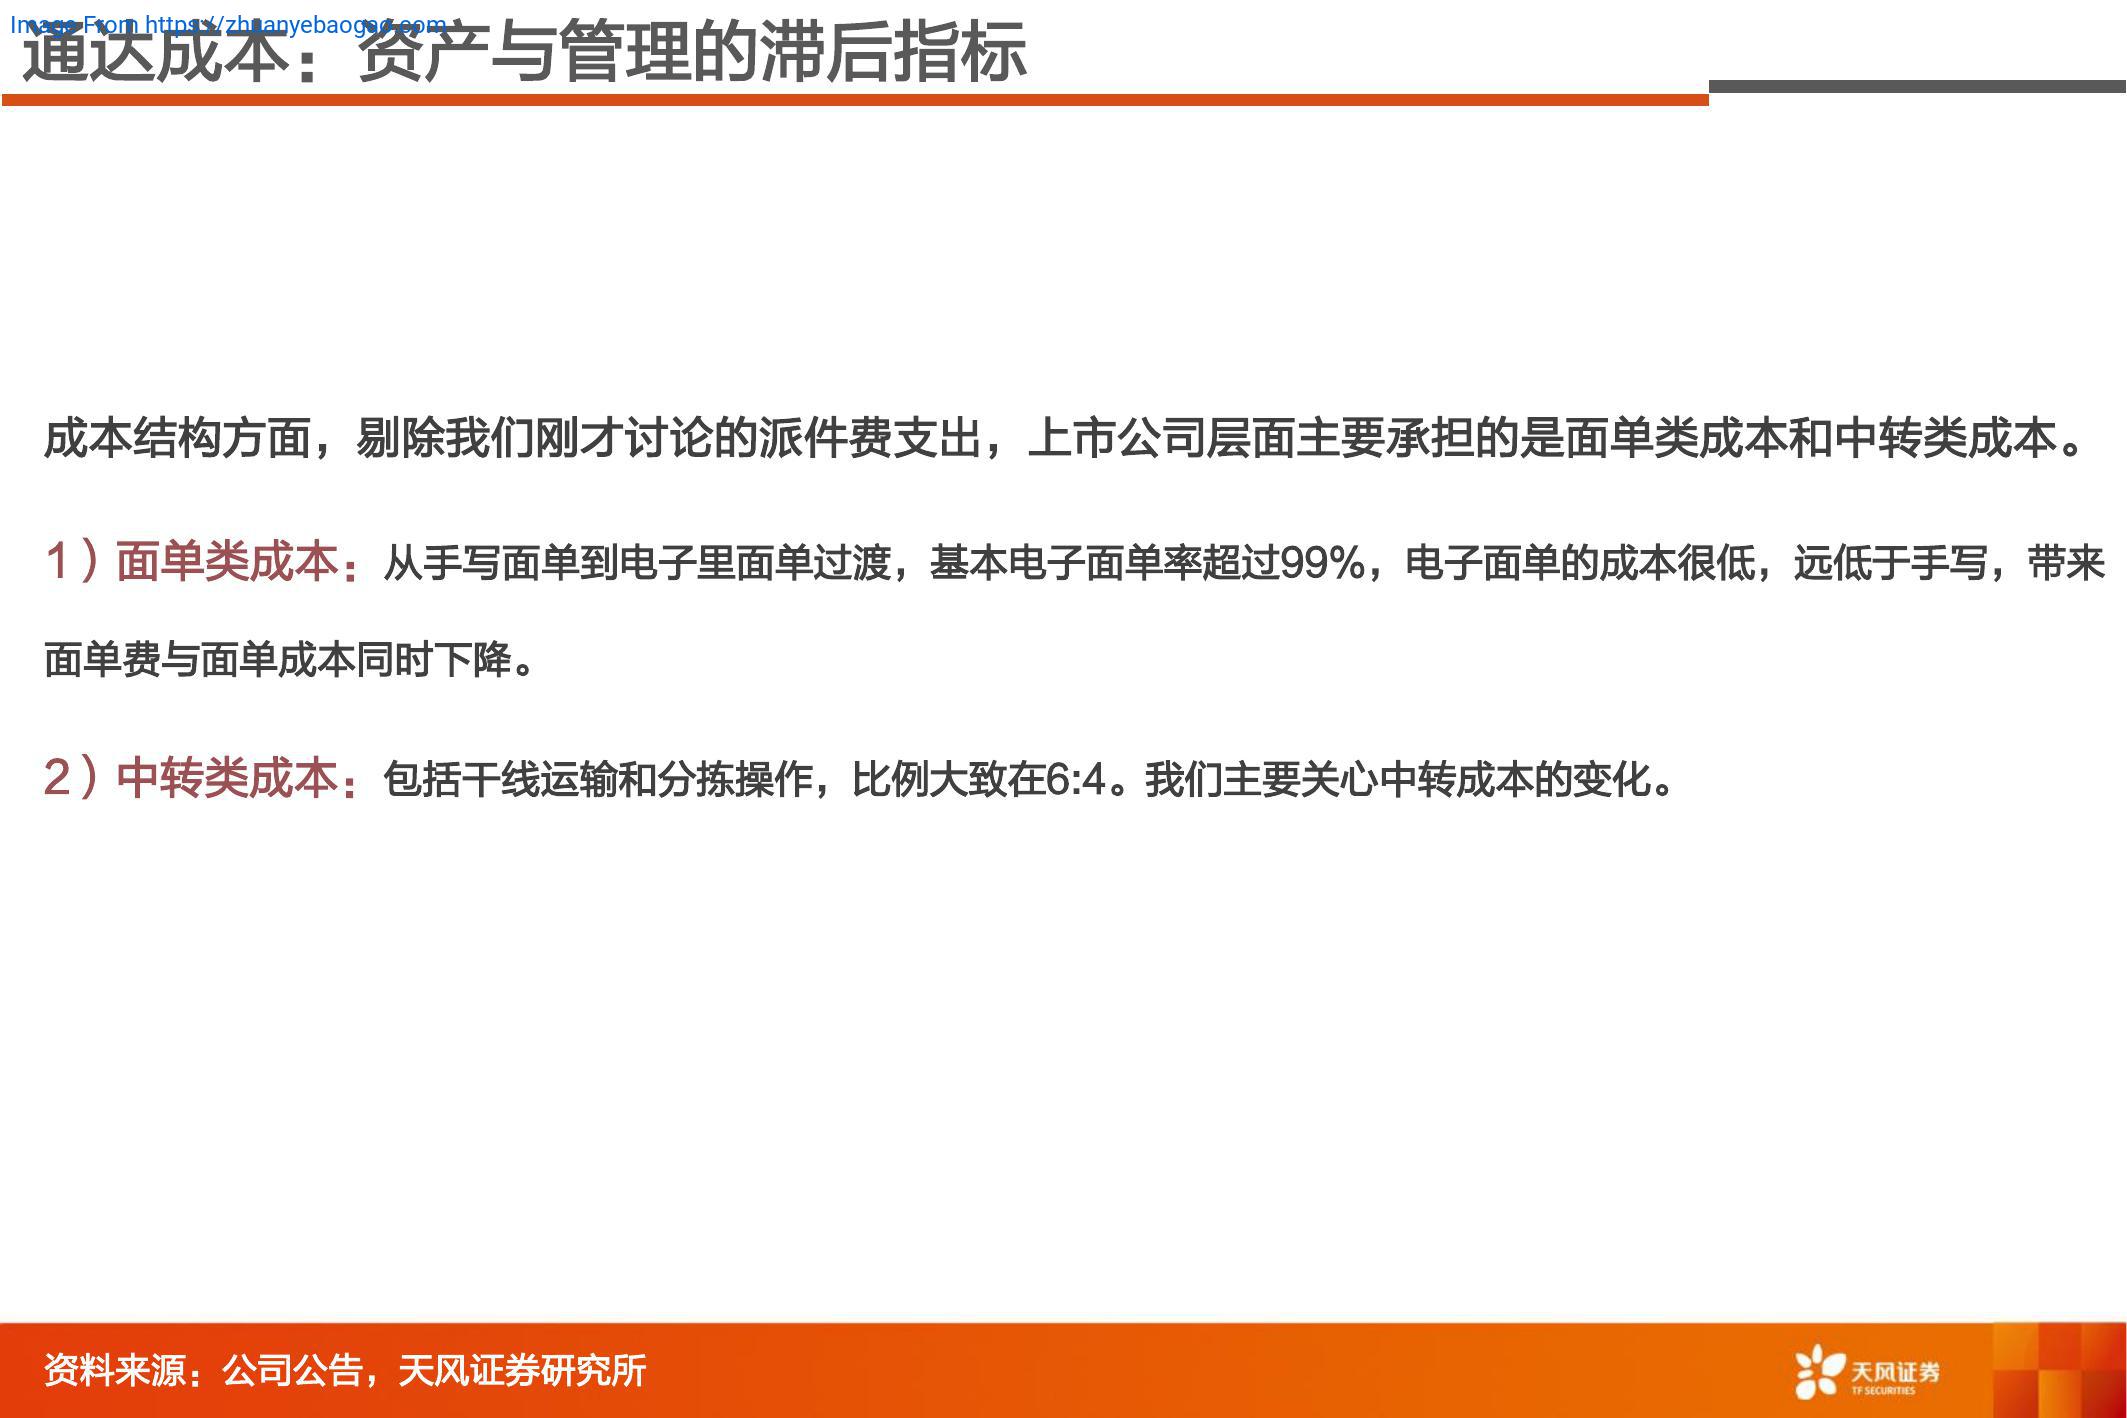 Image From https://zhuanyebaogao.com
通达成本：资产与管理的滞后指标
成本结构方面，剔除我们刚才讨论的派件费支出，上市公司层面主要承担的是面单类成本和中转类成本。
1）面单类成本：从手写面单到电子里面单过渡，基本电子面单率超过99%，电子面单的成本很低，远低于手写，带来
面单费与面单成本同时下降。
2）中转类成本：包括干线运输和分拣操作，比例大致在6:4。我们主要关心中转成本的变化。
资料来源：公司公告，天风证券研究所
天风证券
TF SECURITIES